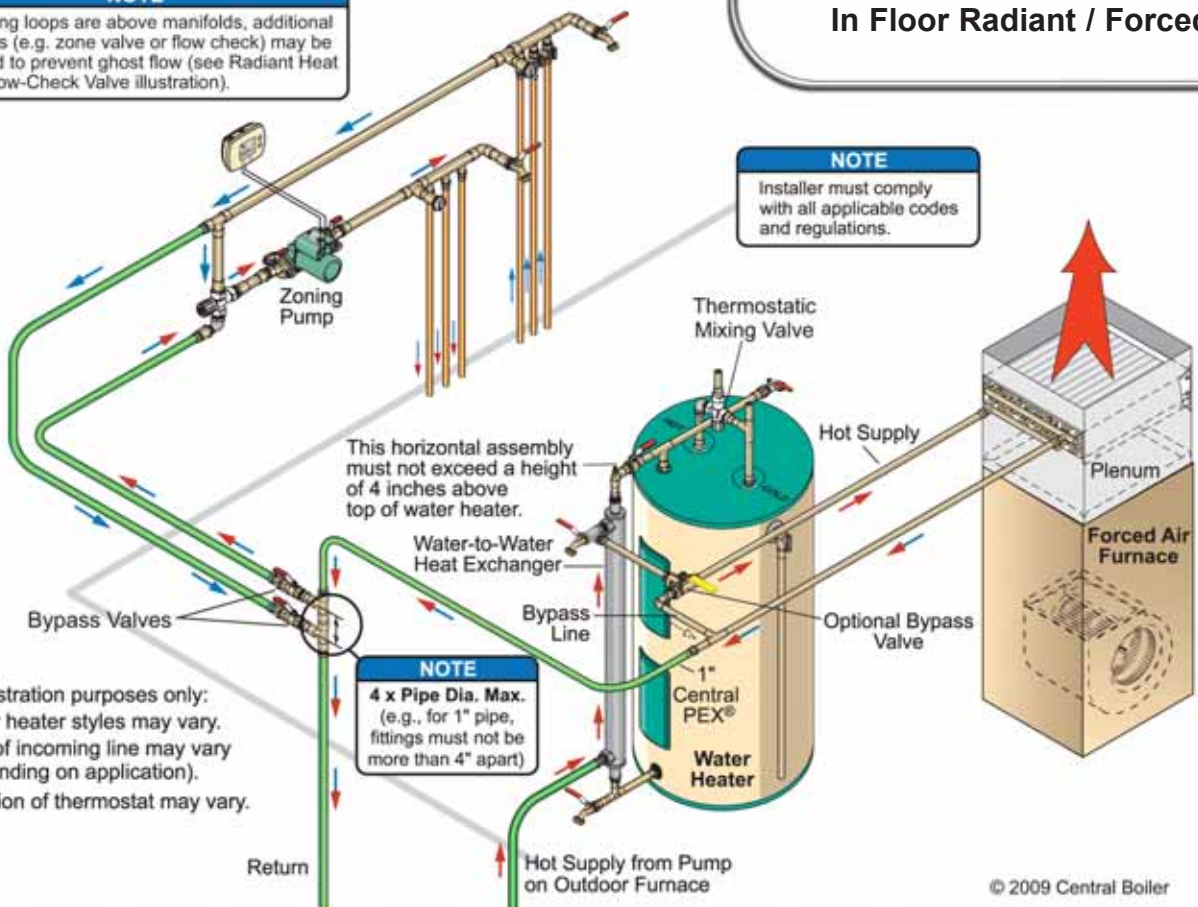 NOTE
ng loops are above manifolds, additional
s (e.g. zone valve or flow check) may be
d to prevent ghost flow (see Radiant Heat
ow-Check Valve illustration).
In Floor Radiant / Forced
NOTE
Installer must comply
with all applicable codes
and regulations.
Zoning
Pump
Thermostatic
Mixing Valve
This horizontal assembly
must not exceed a height
of 4 inches above
top of water heater.
HOT
COLD
Hot Supply
Plenum
Forced Air
Furnace
Water-to-Water
Heat Exchanger
Bypass
Line
Optional Bypass
Valve
Bypass Valves
NOTE
4 x Pipe Dia. Max.
(e.g., for 1" pipe,
fittings must not be
more than 4" apart)
1"
Central
PEX®
Water
Heater
stration purposes only:
r heater styles may vary.
of incoming line may vary
nding on application).
ion of thermostat may vary.
Return
Hot Supply from Pump
on Outdoor Furnace
© 2009 Central Boiler